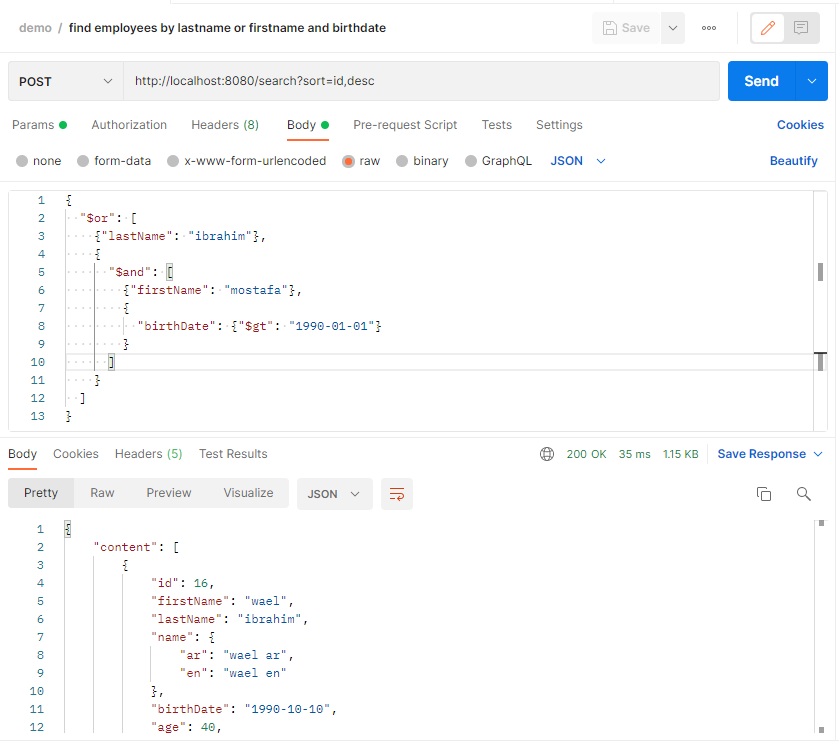 demo / find employees by lastname or firstname and birthdate
Save
POST
http://localhost:8080/search?sort=id,desc
Send
Params
Authorization
Headers (8)
Body
Pre-request Script
Tests
Settings
Cookies
none
form-data
x-www-form-urlencoded
raw
binary
GraphQL
JSON
Beautify
1 {
2 "$or": [
3 {"lastName": "ibrahim"},
4 {
5 "$and": [
6 {"firstName": "mostafa"},
7 {
8 "birthDate": {"$gt": "1990-01-01"}
9 }
10 ]
11 }
12 ]
13 }
Body
Cookies
Headers (5)
Test Results
200 OK
35 ms
1.15 KB
Save Response
Pretty
Raw
Preview
Visualize
JSON
1 {
2 "content": [
3 {
4 "id": 16,
5 "firstName": "wael",
6 "lastName": "ibrahim",
7 "name": {
8 "ar": "wael ar",
9 "en": "wael en"
10 },
11 "birthDate": "1990-10-10",
12 "age": 40,